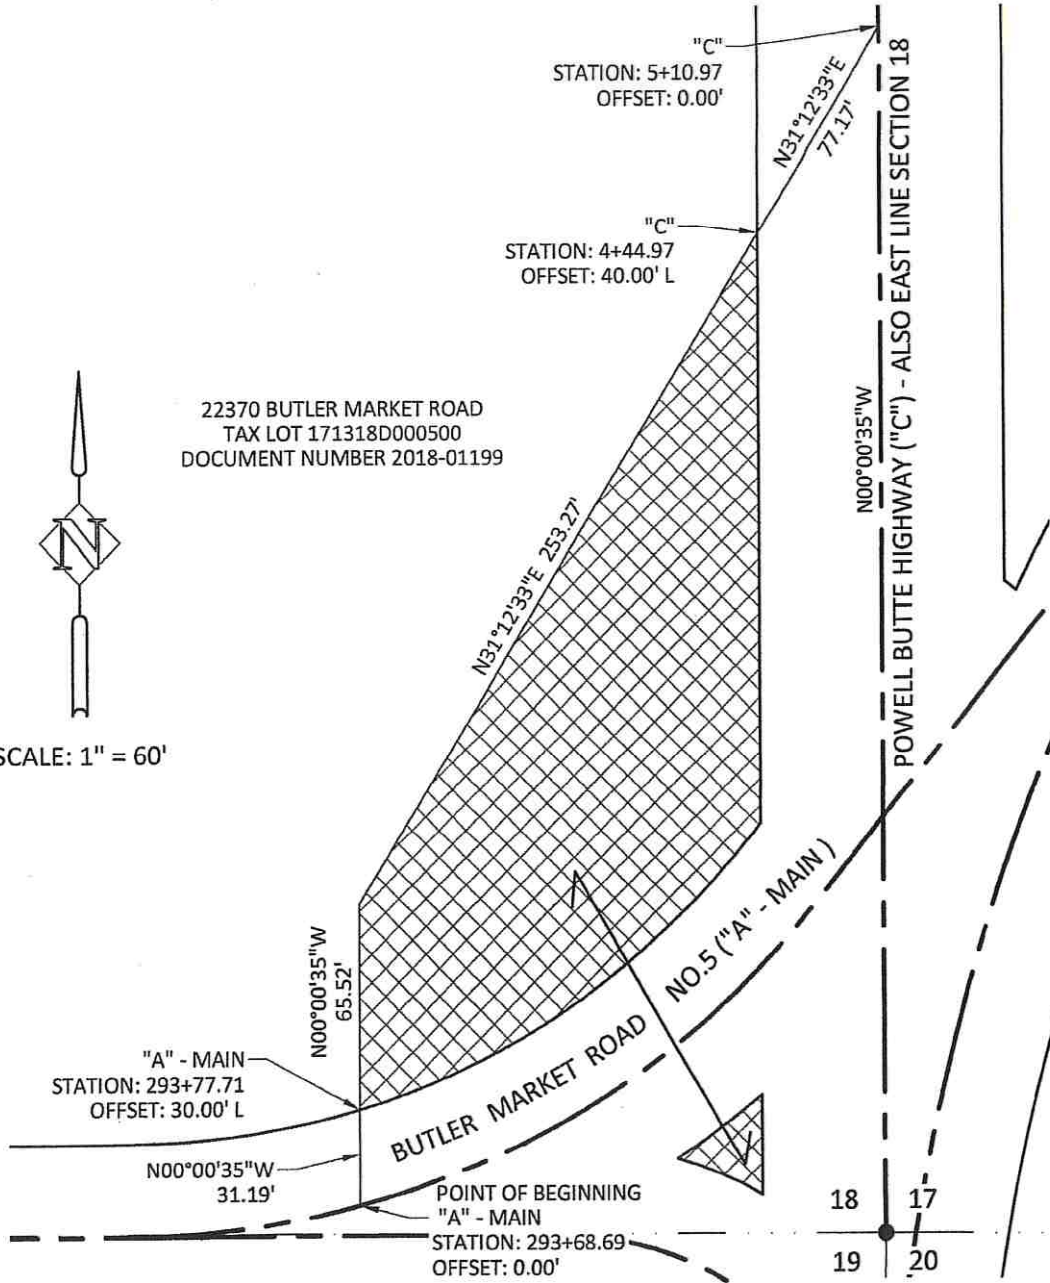 "C"
STATION: 5+10.97
OFFSET: 0.00'
N31°12'33"E
77.17'
"C"
STATION: 4+44.97
OFFSET: 40.00' L
22370 BUTLER MARKET ROAD
TAX LOT 171318D000500
DOCUMENT NUMBER 2018-01199
N
SCALE: 1" = 60'
N31°12'33"E 253.27'
N00°00'35"W
POWELL BUTTE HIGHWAY ("C") - ALSO EAST LINE SECTION 18
N00°00'35"W
65.52'
"A" - MAIN
STATION: 293+77.71
OFFSET: 30.00' L
BUTLER MARKET ROAD NO.5 ("A" - MAIN )
N00°00'35"W
31.19'
POINT OF BEGINNING
"A" - MAIN
STATION: 293+68.69
OFFSET: 0.00'
18 17
19 20